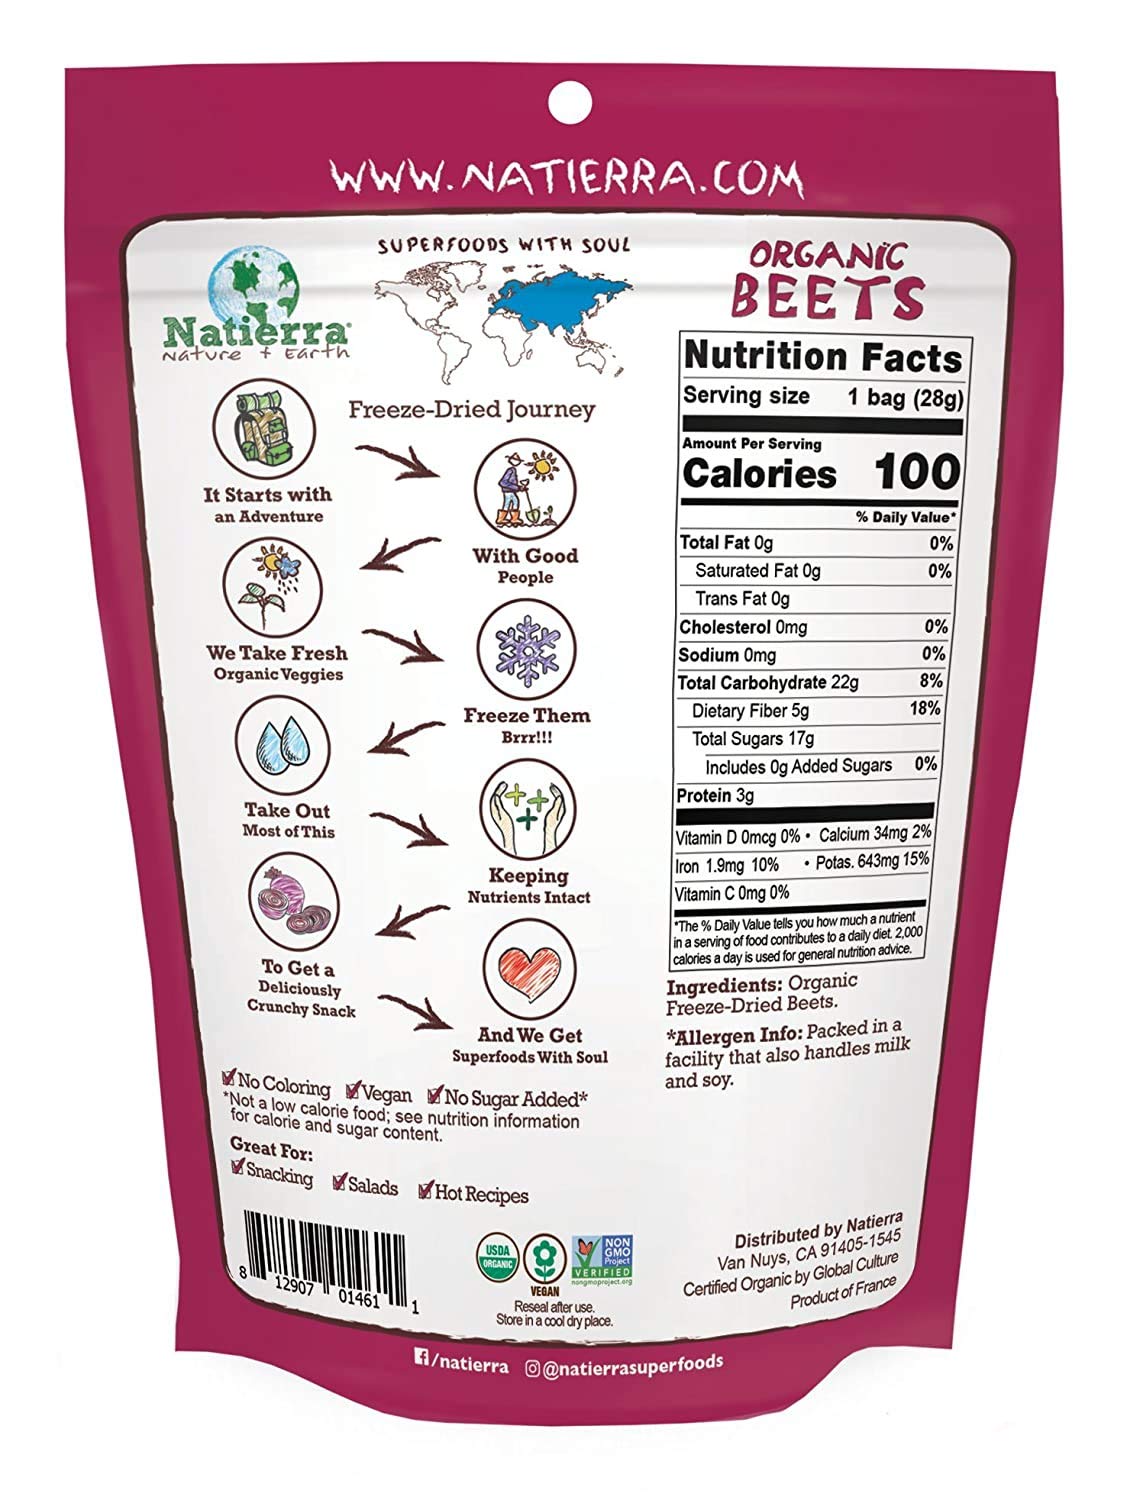 WWW.NATIERRA.COM
Natierra®
Nature + Earth
SUPERFOODS WITH SOUL
Freeze-Dried Journey
It Starts with
an Adventure
With Good
People
We Take Fresh
Organic Veggies
Freeze Them
Brrr!!!
Take Out
Most of This
Keeping
Nutrients Intact
To Get a
Deliciously
Crunchy Snack
And We Get
Superfoods With Soul
No Coloring Vegan No Sugar Added*
*Not a low calorie food; see nutrition information
for calorie and sugar content.
Great For:
Snacking Salads Hot Recipes
8 12907 01461 1
USDA
ORGANIC
VEGAN
NON
GMO
Project
VERIFIED
nongmoproject.org
Reseal after use.
Store in a cool dry place.
ORGANIC
BEETS
Nutrition Facts
Serving size 1 bag (28g)
Amount Per Serving
Calories 100
% Daily Value*
Total Fat 0g 0%
Saturated Fat 0g 0%
Trans Fat 0g
Cholesterol 0mg 0%
Sodium 0mg 0%
Total Carbohydrate 22g 8%
Dietary Fiber 5g 18%
Total Sugars 17g
Includes 0g Added Sugars 0%
Protein 3g
Vitamin D 0mcg 0% • Calcium 34mg 2%
Iron 1.9mg 10% • Potas. 643mg 15%
Vitamin C 0mg 0%
*The % Daily Value tells you how much a nutrient
in a serving of food contributes to a daily diet. 2,000
calories a day is used for general nutrition advice.
Ingredients: Organic
Freeze-Dried Beets.
*Allergen Info: Packed in a
facility that also handles milk
and soy.
Distributed by Natierra
Van Nuys, CA 91405-1545
Certified Organic by Global Culture
Product of France
/natierra @natierrasuperfoods